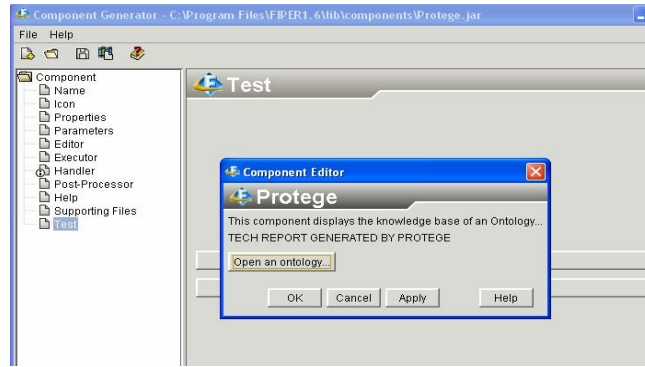 Component Generator - C:\Program Files\FIPER1.6\lib\components\Protege.jar
File Help
Component
Name
Icon
Properties
Parameters
Editor
Executor
Handler
Post-Processor
Help
Supporting Files
Test
Test
Component Editor
Protege
This component displays the knowledge base of an Ontology...
TECH REPORT GENERATED BY PROTEGE
Open an ontology...
OK Cancel Apply Help